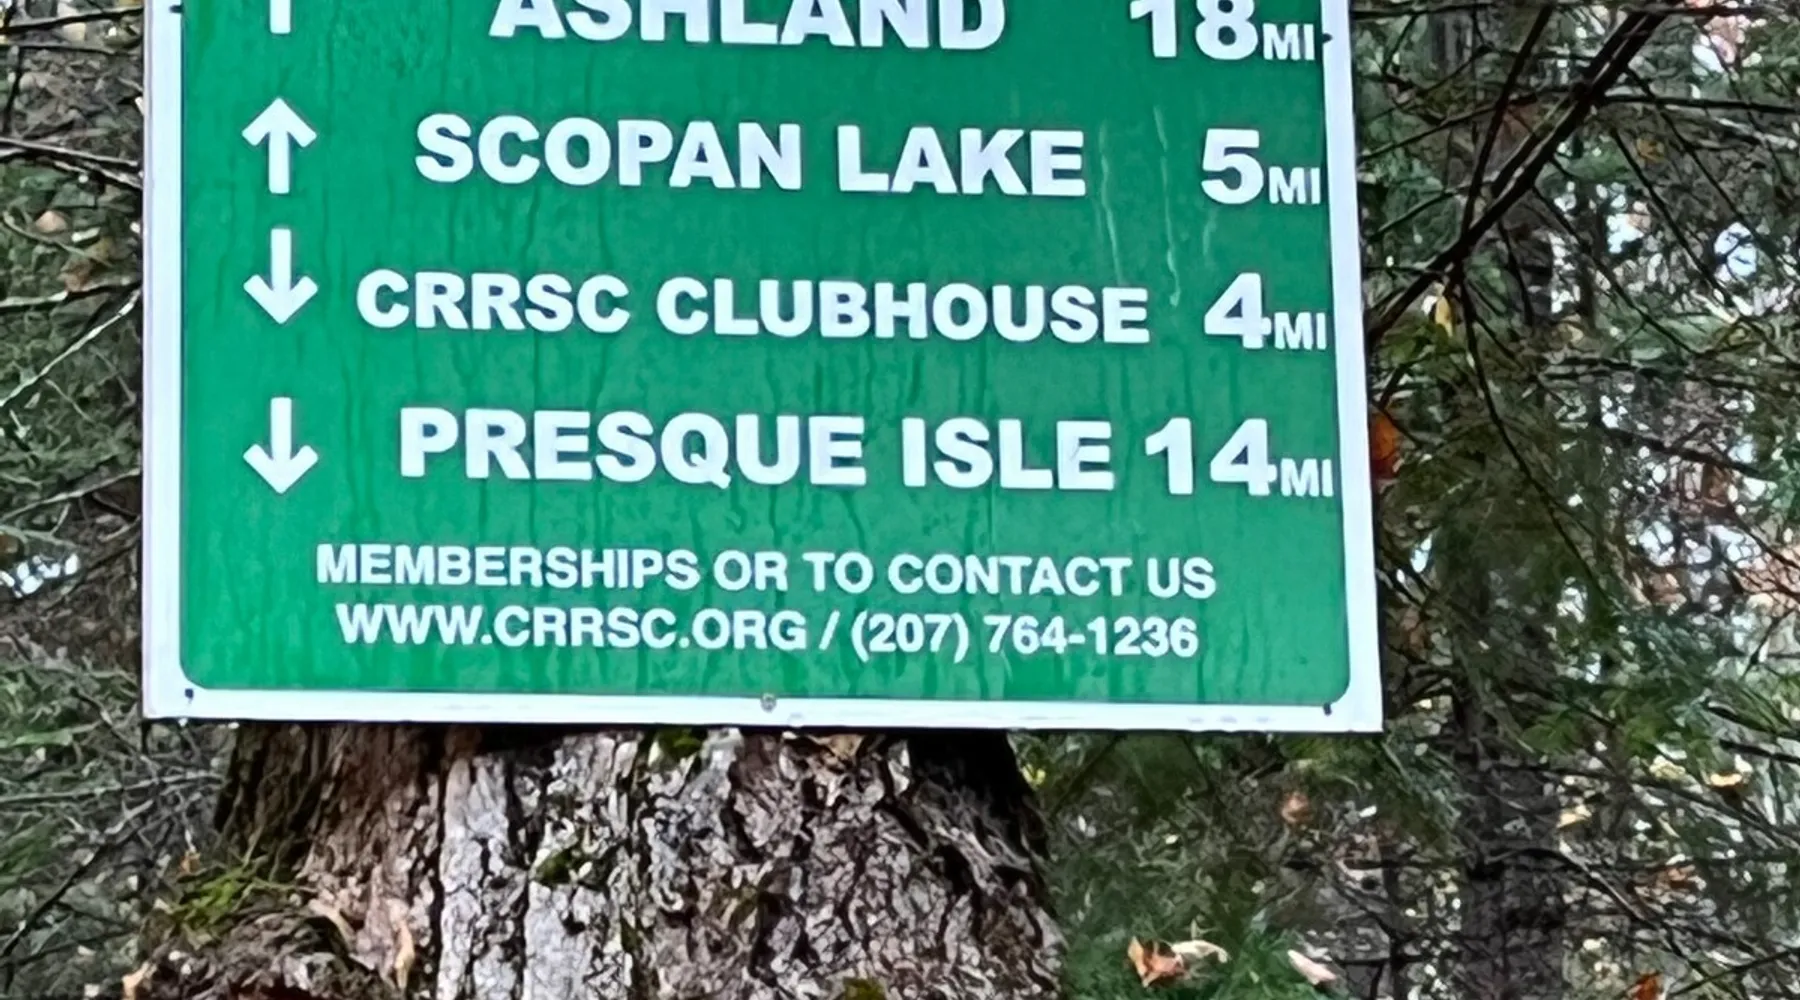 ↑ ASHLAND 18MI
↑ SCOPAN LAKE 5MI
↓ CRRSC CLUBHOUSE 4MI
↓ PRESQUE ISLE 14MI
MEMBERSHIPS OR TO CONTACT US
WWW.CRRSC.ORG / (207) 764-1236